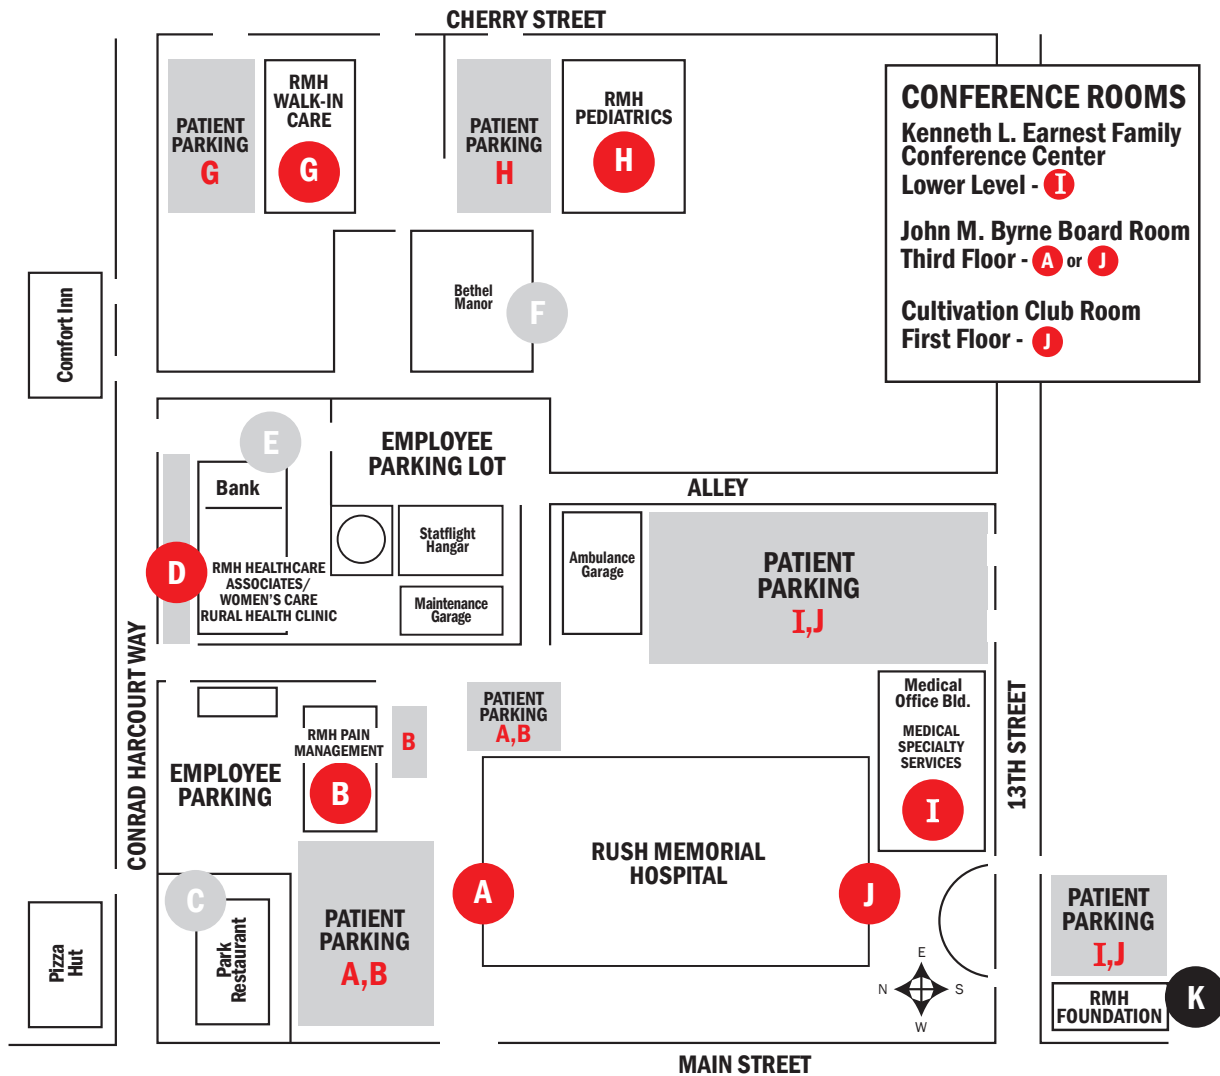 CHERRY STREET
PATIENT
PARKING
G
RMH
WALK-IN
CARE
G
PATIENT
PARKING
H
RMH
PEDIATRICS
H
CONFERENCE ROOMS
Kenneth L. Earnest Family
Conference Center
Lower Level - I
John M. Byrne Board Room
Third Floor - A or J
Cultivation Club Room
First Floor - J
Comfort Inn
Bethel
Manor
F
E
Bank
EMPLOYEE
PARKING LOT
ALLEY
D
RMH HEALTHCARE
ASSOCIATES/
WOMEN'S CARE
RURAL HEALTH CLINIC
Statflight
Hangar
Maintenance
Garage
Ambulance
Garage
PATIENT
PARKING
I,J
CONRAD HARCOURT WAY
13TH STREET
RMH PAIN
MANAGEMENT
B
B
EMPLOYEE
PARKING
PATIENT
PARKING
A,B
Medical
Office Bld.
MEDICAL
SPECIALTY
SERVICES
I
RUSH MEMORIAL
HOSPITAL
A
J
C
Park
Restaurant
Pizza
Hut
PATIENT
PARKING
A,B
E
N
S
W
PATIENT
PARKING
I,J
RMH
FOUNDATION
K
MAIN STREET